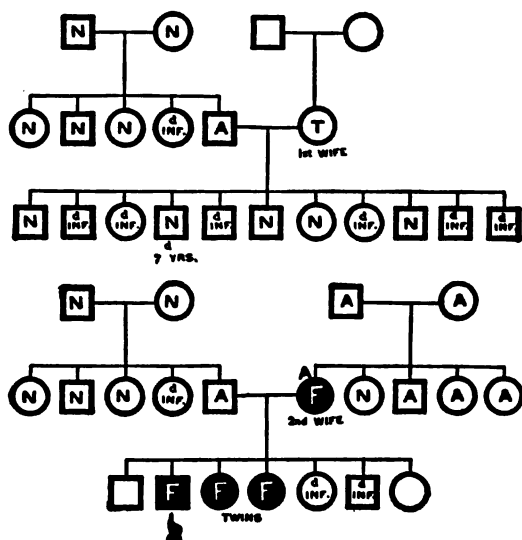 N N
N N N d INF. A T
1st WIFE
N d INF. d INF. N d INF. N N d INF. N d INF. d INF.
d
7 YRS.
N N A A
A
N N N d INF. A F N A A A
2nd WIFE
F F F d INF. d INF.
TWINS